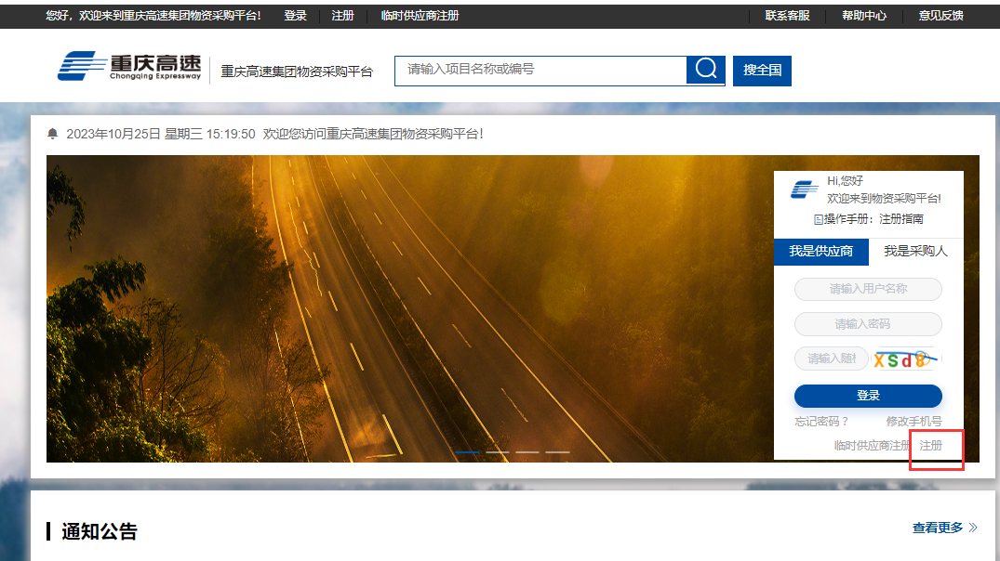 您好，欢迎来到重庆高速集团物资采购平台! 登录 注册 临时供应商注册 联系客服 帮助中心 意见反馈
重庆高速
Chongqing Expressway
重庆高速集团物资采购平台
请输入项目名称或编号
搜全国
2023年10月25日 星期三 15:19:50 欢迎您访问重庆高速集团物资采购平台!
Hi,您好
欢迎来到物资采购平台!
操作手册：注册指南
我是供应商 我是采购人
请输入用户名称
请输入密码
请输入随机 XSd8
登录
忘记密码？ 修改手机号
临时供应商注册 注册
通知公告
查看更多